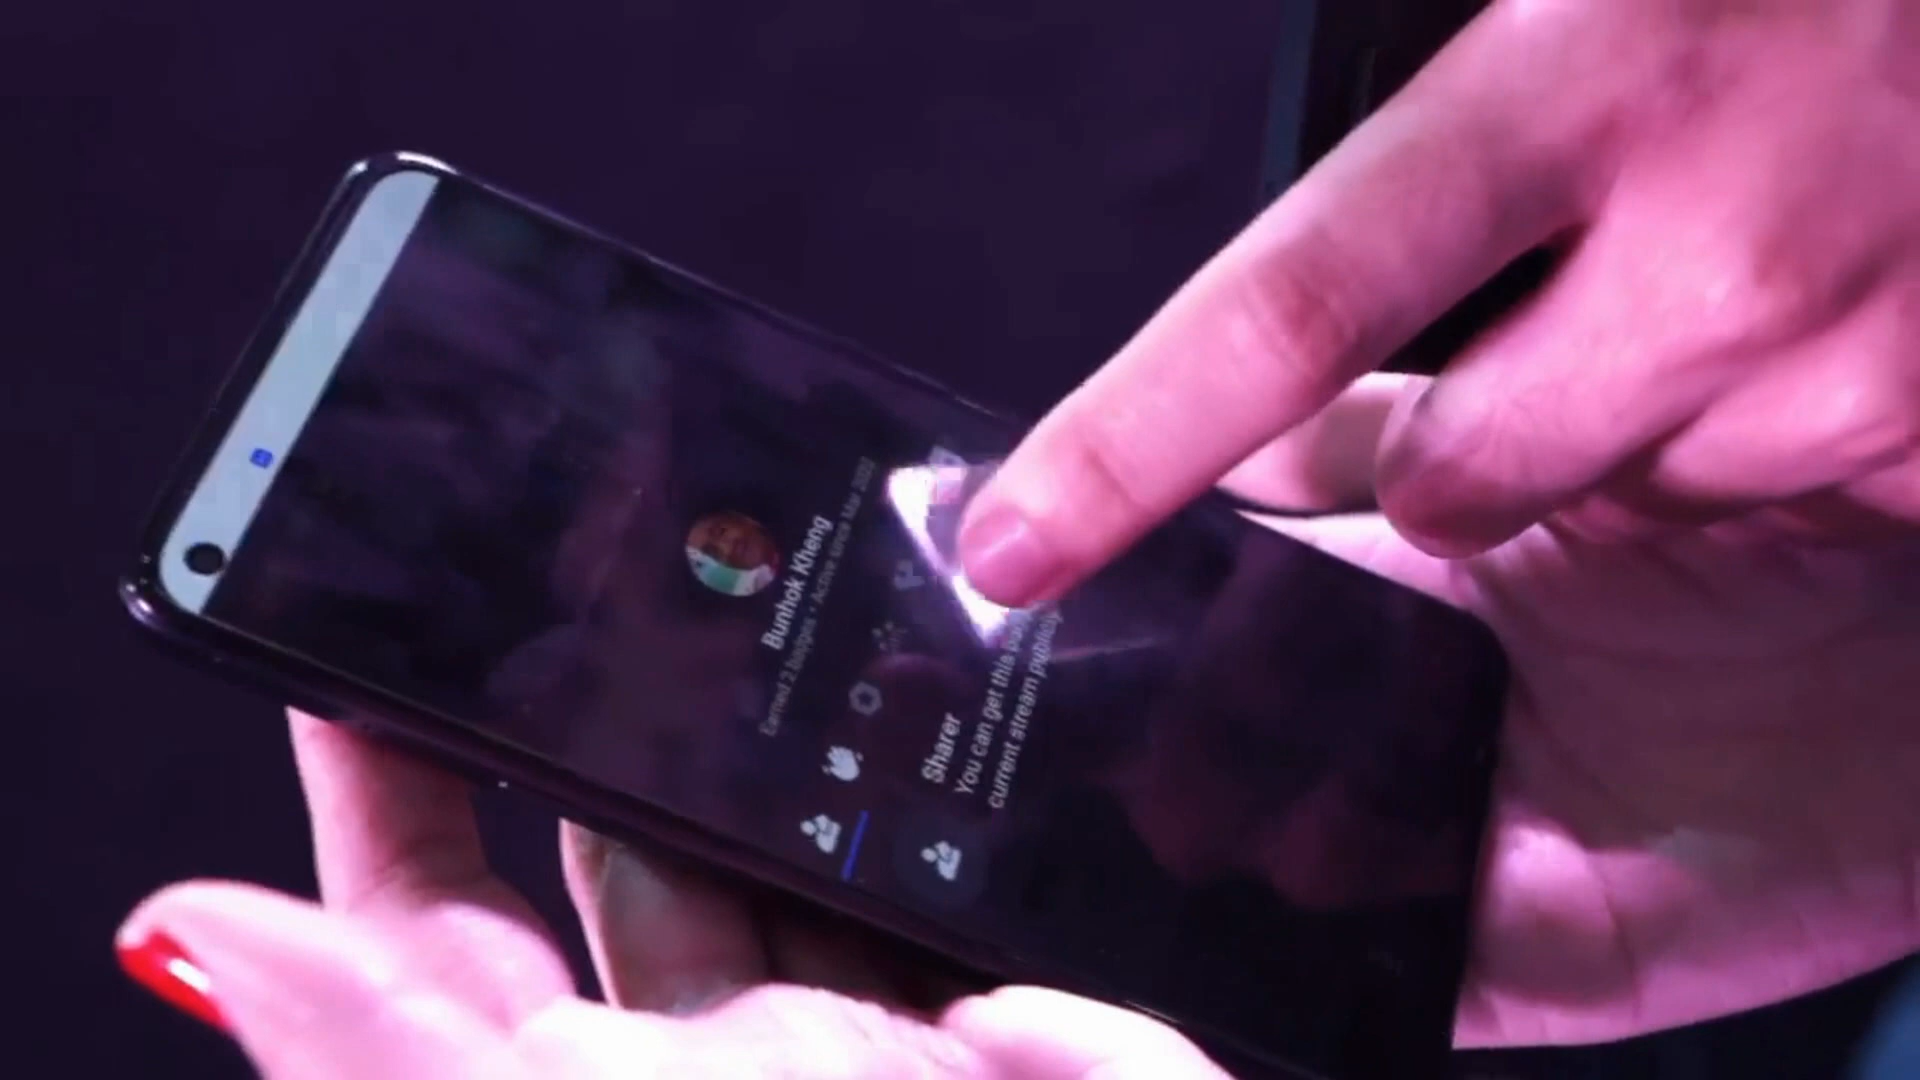 Bunhok Kheng
Earned 2 badges • Active since Mar 2022
Sharer
You can get this
current stream publicly